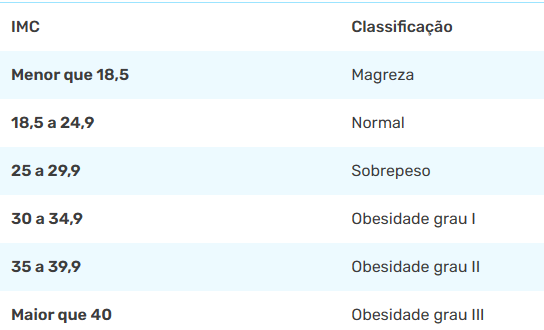 IMC Classificação
Menor que 18,5 Magreza
18,5 a 24,9 Normal
25 a 29,9 Sobrepeso
30 a 34,9 Obesidade grau I
35 a 39,9 Obesidade grau II
Maior que 40 Obesidade grau III